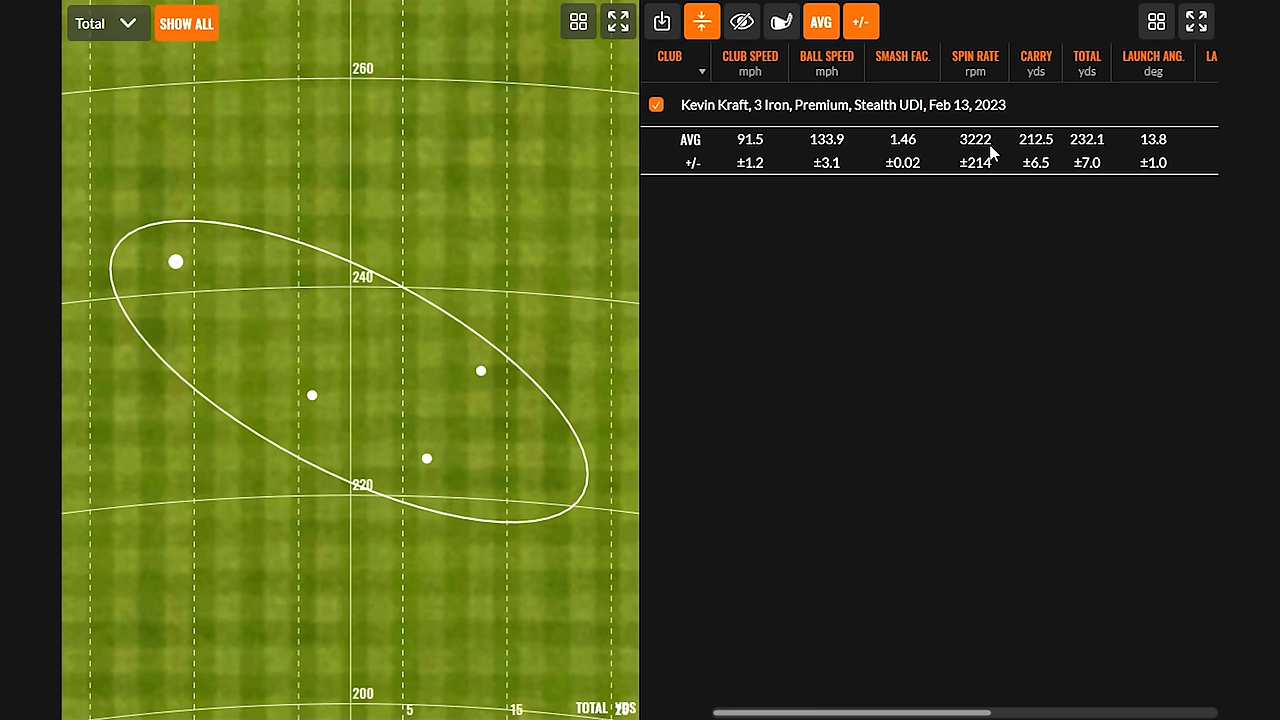 Total
SHOW ALL
260
240
220
200
5
15
TOTAL YDS
AVG
+/-
CLUB CLUB SPEED BALL SPEED SMASH FAC. SPIN RATE CARRY TOTAL LAUNCH ANG. LA
mph mph rpm yds yds deg
Kevin Kraft, 3 Iron, Premium, Stealth UDI, Feb 13, 2023
AVG 91.5 133.9 1.46 3222 212.5 232.1 13.8
+/- ±1.2 ±3.1 ±0.02 ±214 ±6.5 ±7.0 ±1.0